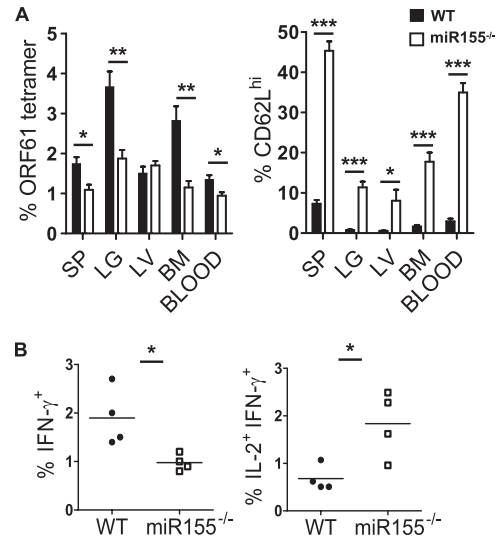 A
WT
miR155-/-
% ORF61 tetramer
5
4
3
2
1
0
*
**
**
*
SP
LG
LV
BM
BLOOD
% CD62Lhi
50
40
30
20
10
0
***
***
*
***
***
SP
LG
LV
BM
BLOOD
B
% IFN-γ+
3
2
1
0
*
WT
miR155-/-
% IL-2+ IFN-γ+
3
2
1
0
*
WT
miR155-/-